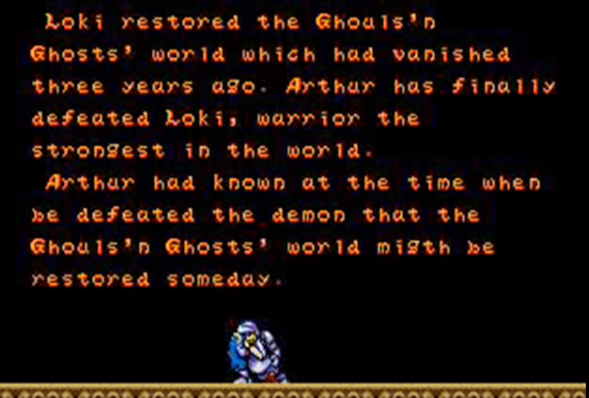 Loki restored the Ghouls'n
Ghosts' world which had vanished
three years ago. Arthur has finally
defeated Loki, warrior the
strongest in the world.
Arthur had known at the time when
be defeated the demon that the
Ghouls'n Ghosts' world migth be
restored someday.